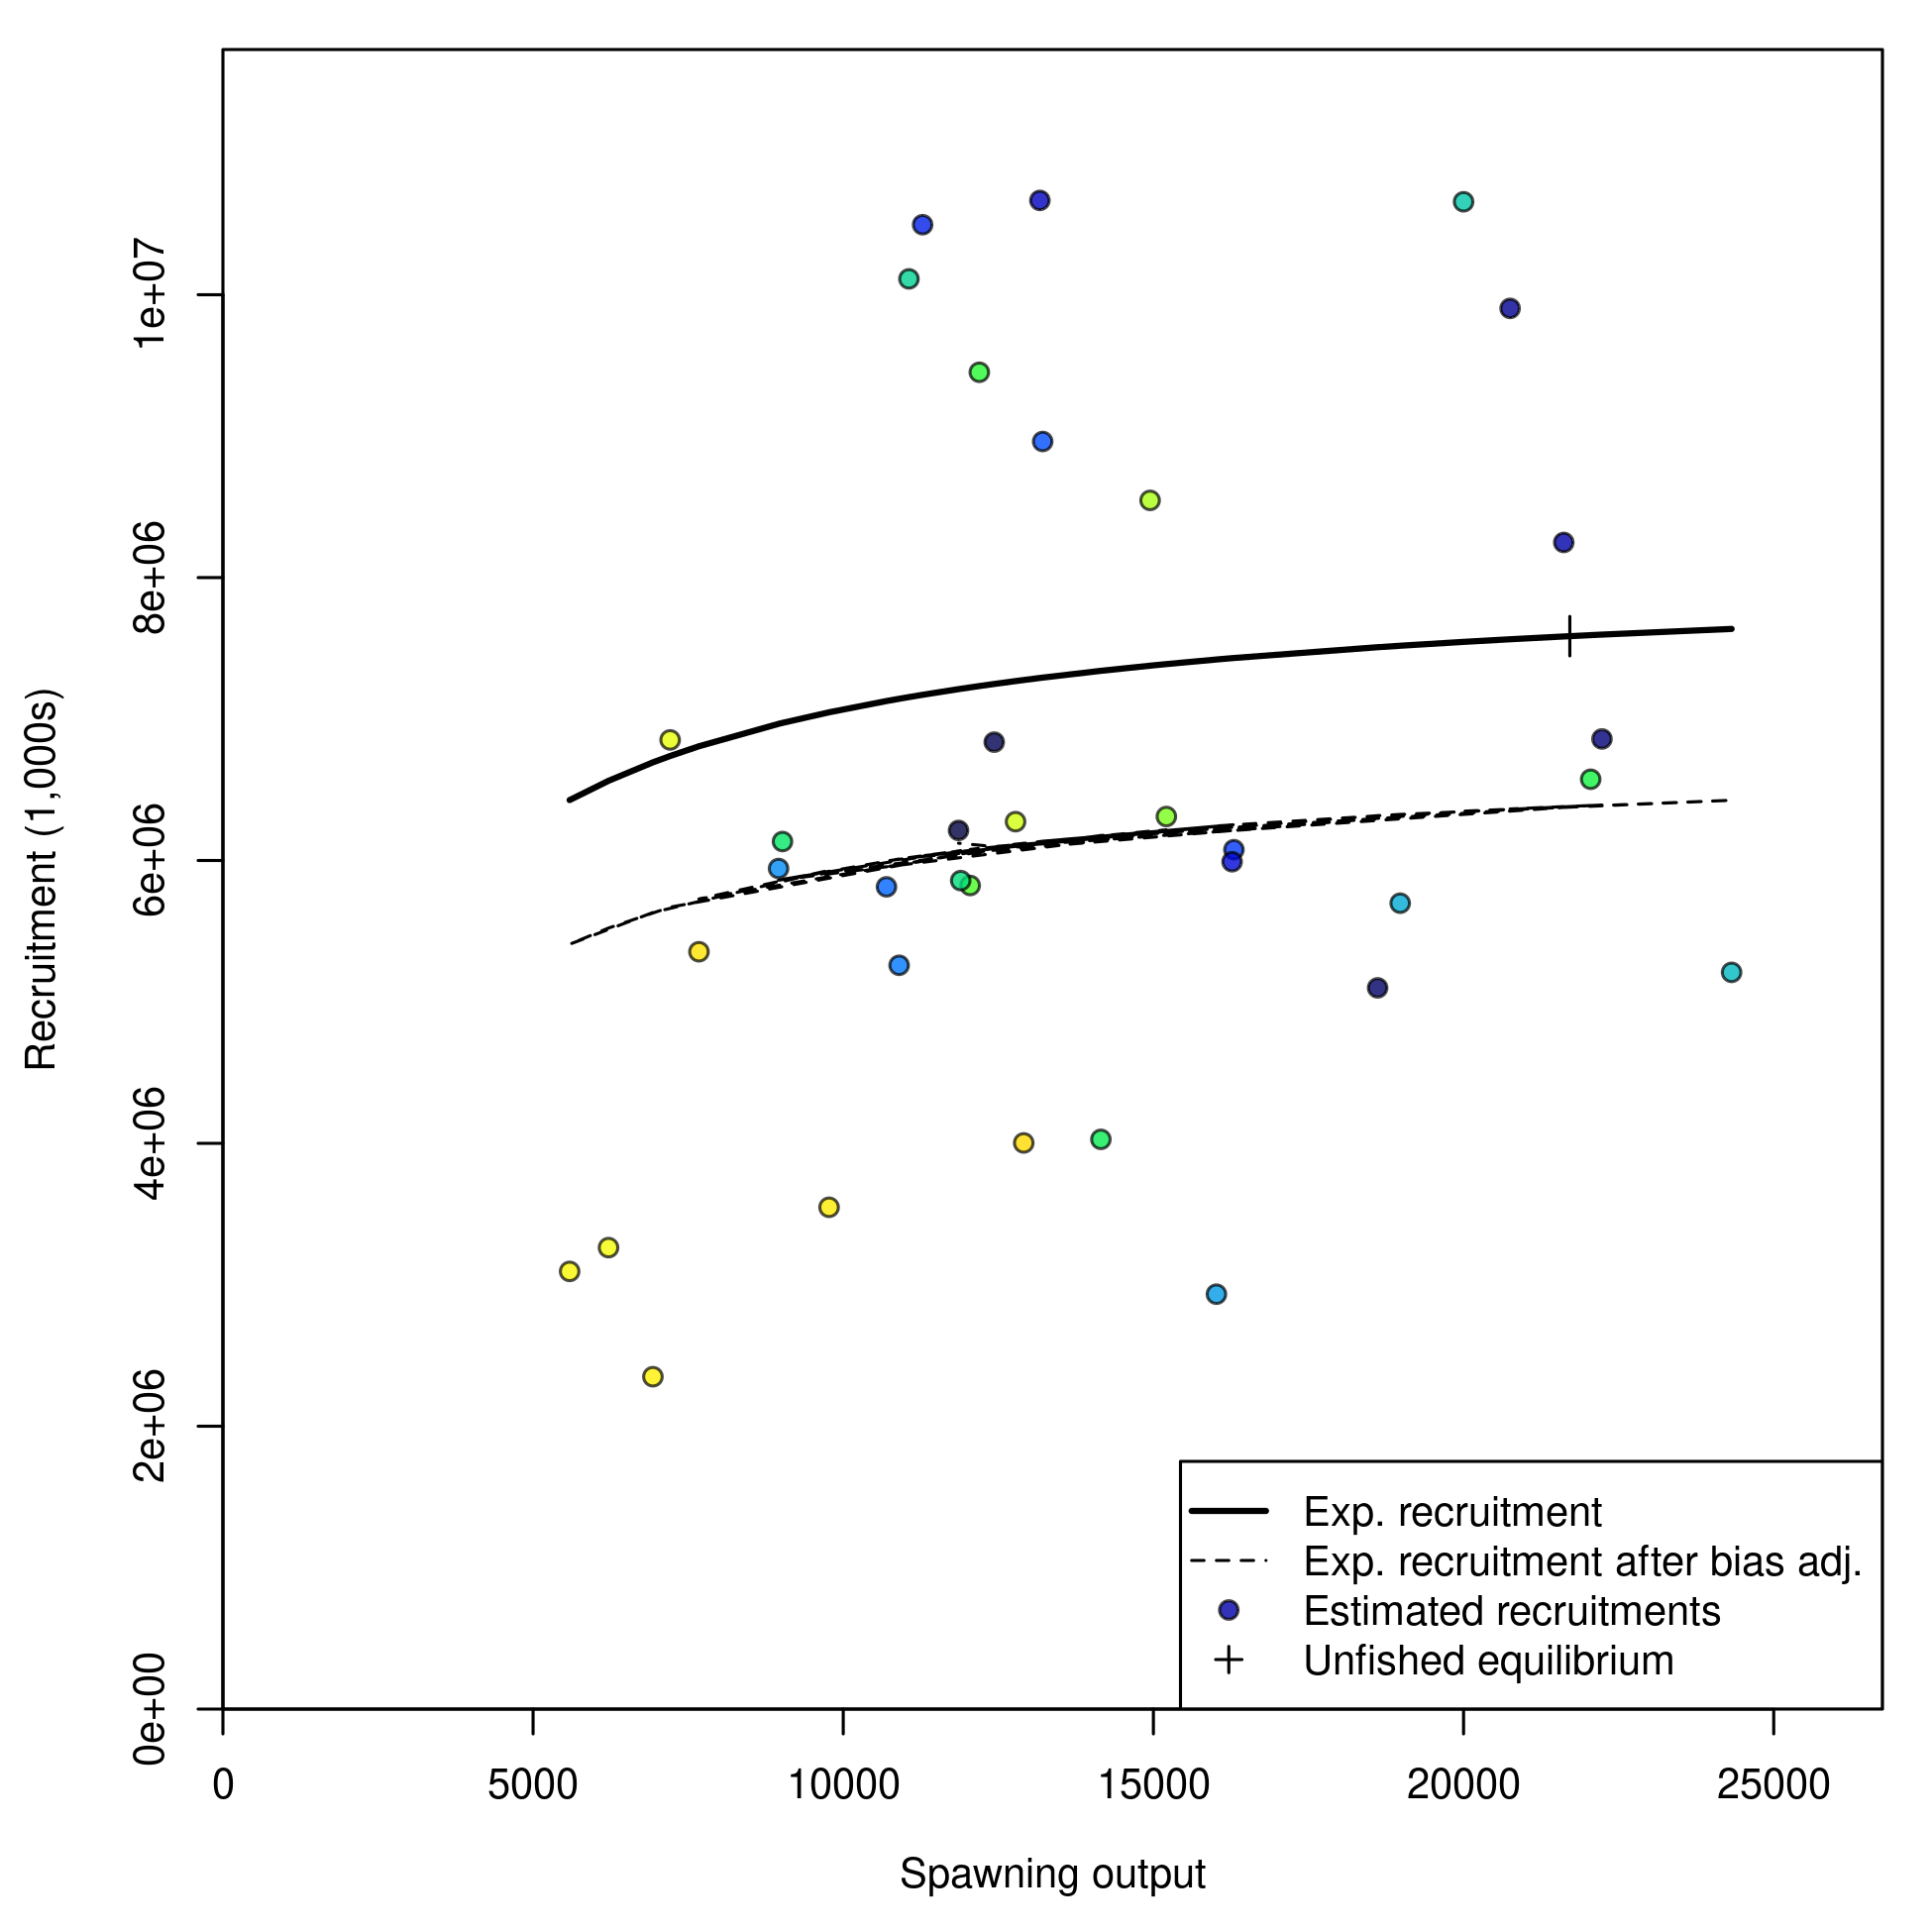 Recruitment (1,000s)
1e+07
8e+06
6e+06
4e+06
2e+06
0e+00
Exp. recruitment
Exp. recruitment after bias adj.
Estimated recruitments
Unfished equilibrium
0 5000 10000 15000 20000 25000
Spawning output